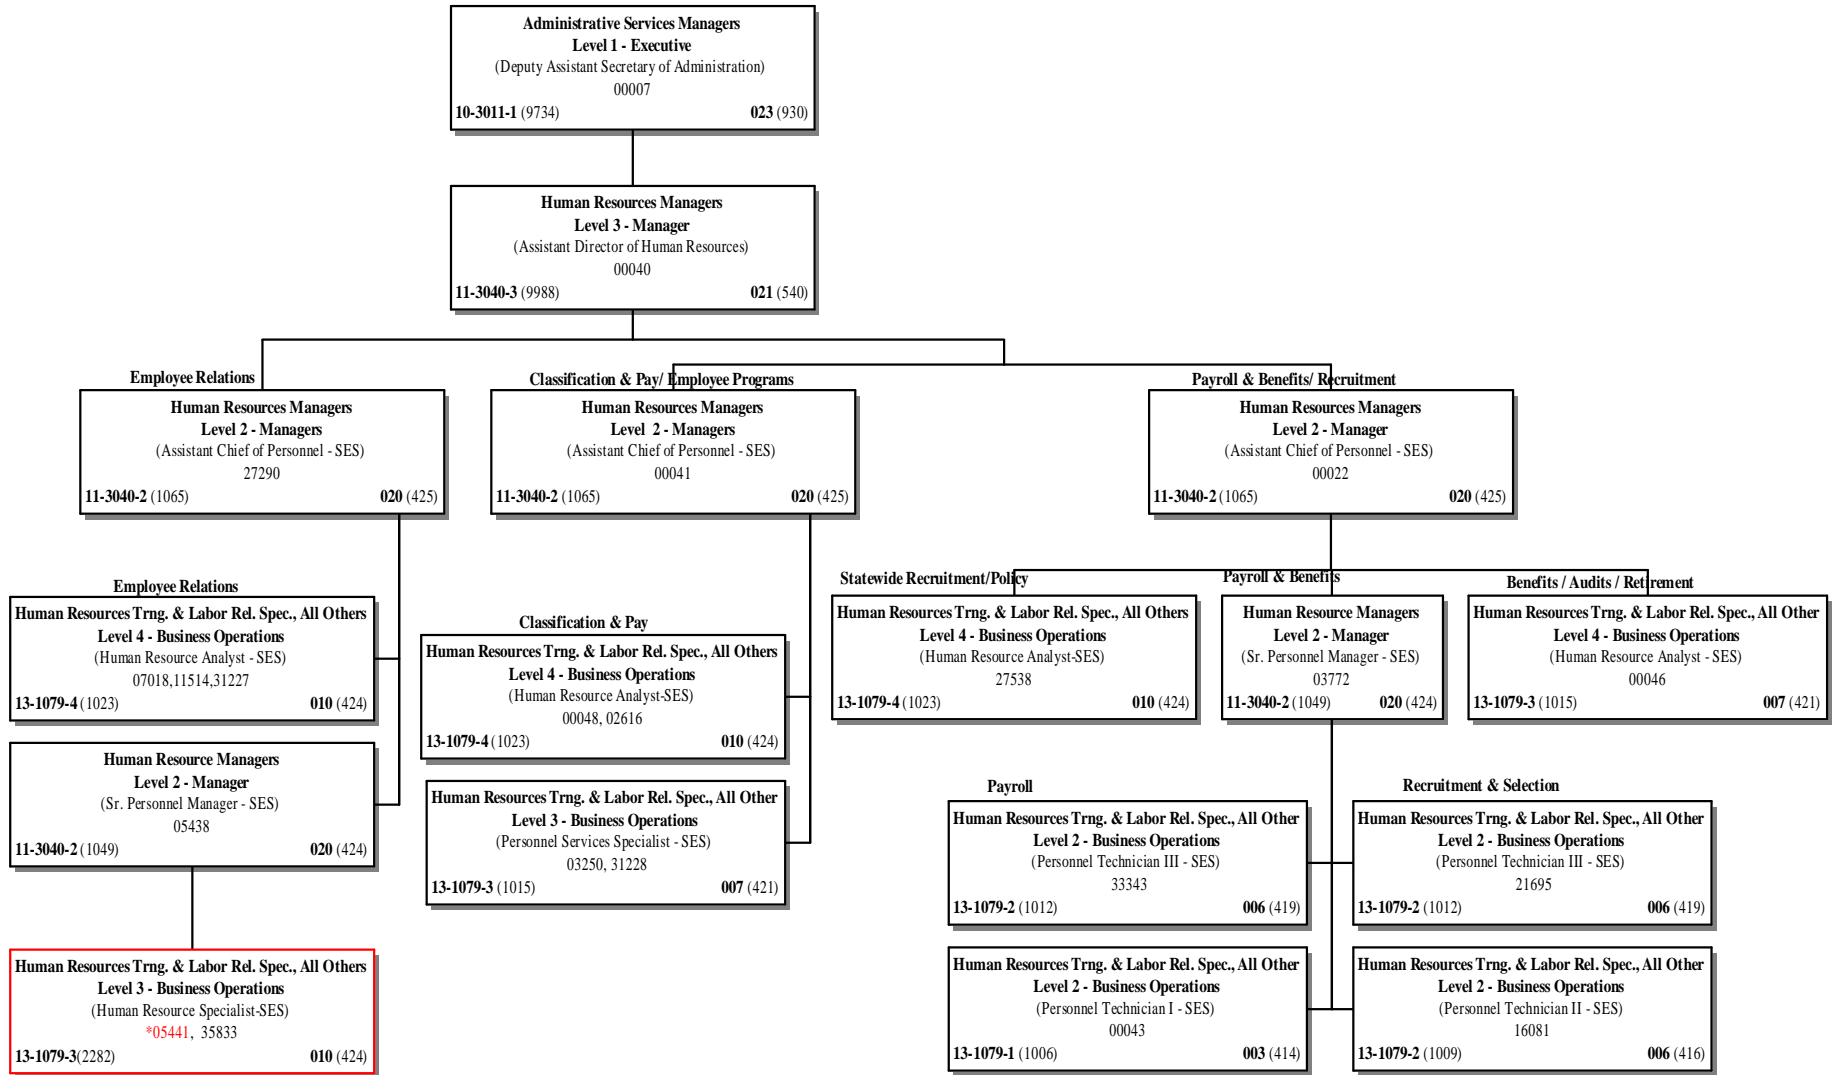 Administrative Services Managers
Level 1 - Executive
(Deputy Assistant Secretary of Administration)
00007
10-3011-1 (9734) 023 (930)
Human Resources Managers
Level 3 - Manager
(Assistant Director of Human Resources)
00040
11-3040-3 (9988) 021 (540)
Employee Relations
Human Resources Managers
Level 2 - Managers
(Assistant Chief of Personnel - SES)
27290
11-3040-2 (1065) 020 (425)
Classification & Pay/ Employee Programs
Human Resources Managers
Level 2 - Managers
(Assistant Chief of Personnel - SES)
00041
11-3040-2 (1065) 020 (425)
Payroll & Benefits/ Recruitment
Human Resources Managers
Level 2 - Manager
(Assistant Chief of Personnel - SES)
00022
11-3040-2 (1065) 020 (425)
Employee Relations
Human Resources Trng. & Labor Rel. Spec., All Others
Level 4 - Business Operations
(Human Resource Analyst - SES)
07018,11514,31227
13-1079-4 (1023) 010 (424)
Human Resource Managers
Level 2 - Manager
(Sr. Personnel Manager - SES)
05438
11-3040-2 (1049) 020 (424)
Human Resources Trng. & Labor Rel. Spec., All Others
Level 3 - Business Operations
(Human Resource Specialist-SES)
*05441, 35833
13-1079-3(2282) 010 (424)
Classification & Pay
Human Resources Trng. & Labor Rel. Spec., All Others
Level 4 - Business Operations
(Human Resource Analyst-SES)
00048, 02616
13-1079-4 (1023) 010 (424)
Human Resources Trng. & Labor Rel. Spec., All Other
Level 3 - Business Operations
(Personnel Services Specialist - SES)
03250, 31228
13-1079-3 (1015) 007 (421)
Statewide Recruitment/Policy
Human Resources Trng. & Labor Rel. Spec., All Others
Level 4 - Business Operations
(Human Resource Analyst-SES)
27538
13-1079-4 (1023) 010 (424)
Payroll & Benefits
Human Resource Managers
Level 2 - Manager
(Sr. Personnel Manager - SES)
03772
11-3040-2 (1049) 020 (424)
Benefits / Audits / Retirement
Human Resources Trng. & Labor Rel. Spec., All Other
Level 4 - Business Operations
(Human Resource Analyst - SES)
00046
13-1079-3 (1015) 007 (421)
Payroll
Human Resources Trng. & Labor Rel. Spec., All Other
Level 2 - Business Operations
(Personnel Technician III - SES)
33343
13-1079-2 (1012) 006 (419)
Recruitment & Selection
Human Resources Trng. & Labor Rel. Spec., All Other
Level 2 - Business Operations
(Personnel Technician III - SES)
21695
13-1079-2 (1012) 006 (419)
Human Resources Trng. & Labor Rel. Spec., All Other
Level 2 - Business Operations
(Personnel Technician I - SES)
00043
13-1079-1 (1006) 003 (414)
Human Resources Trng. & Labor Rel. Spec., All Other
Level 2 - Business Operations
(Personnel Technician II - SES)
16081
13-1079-2 (1009) 006 (416)